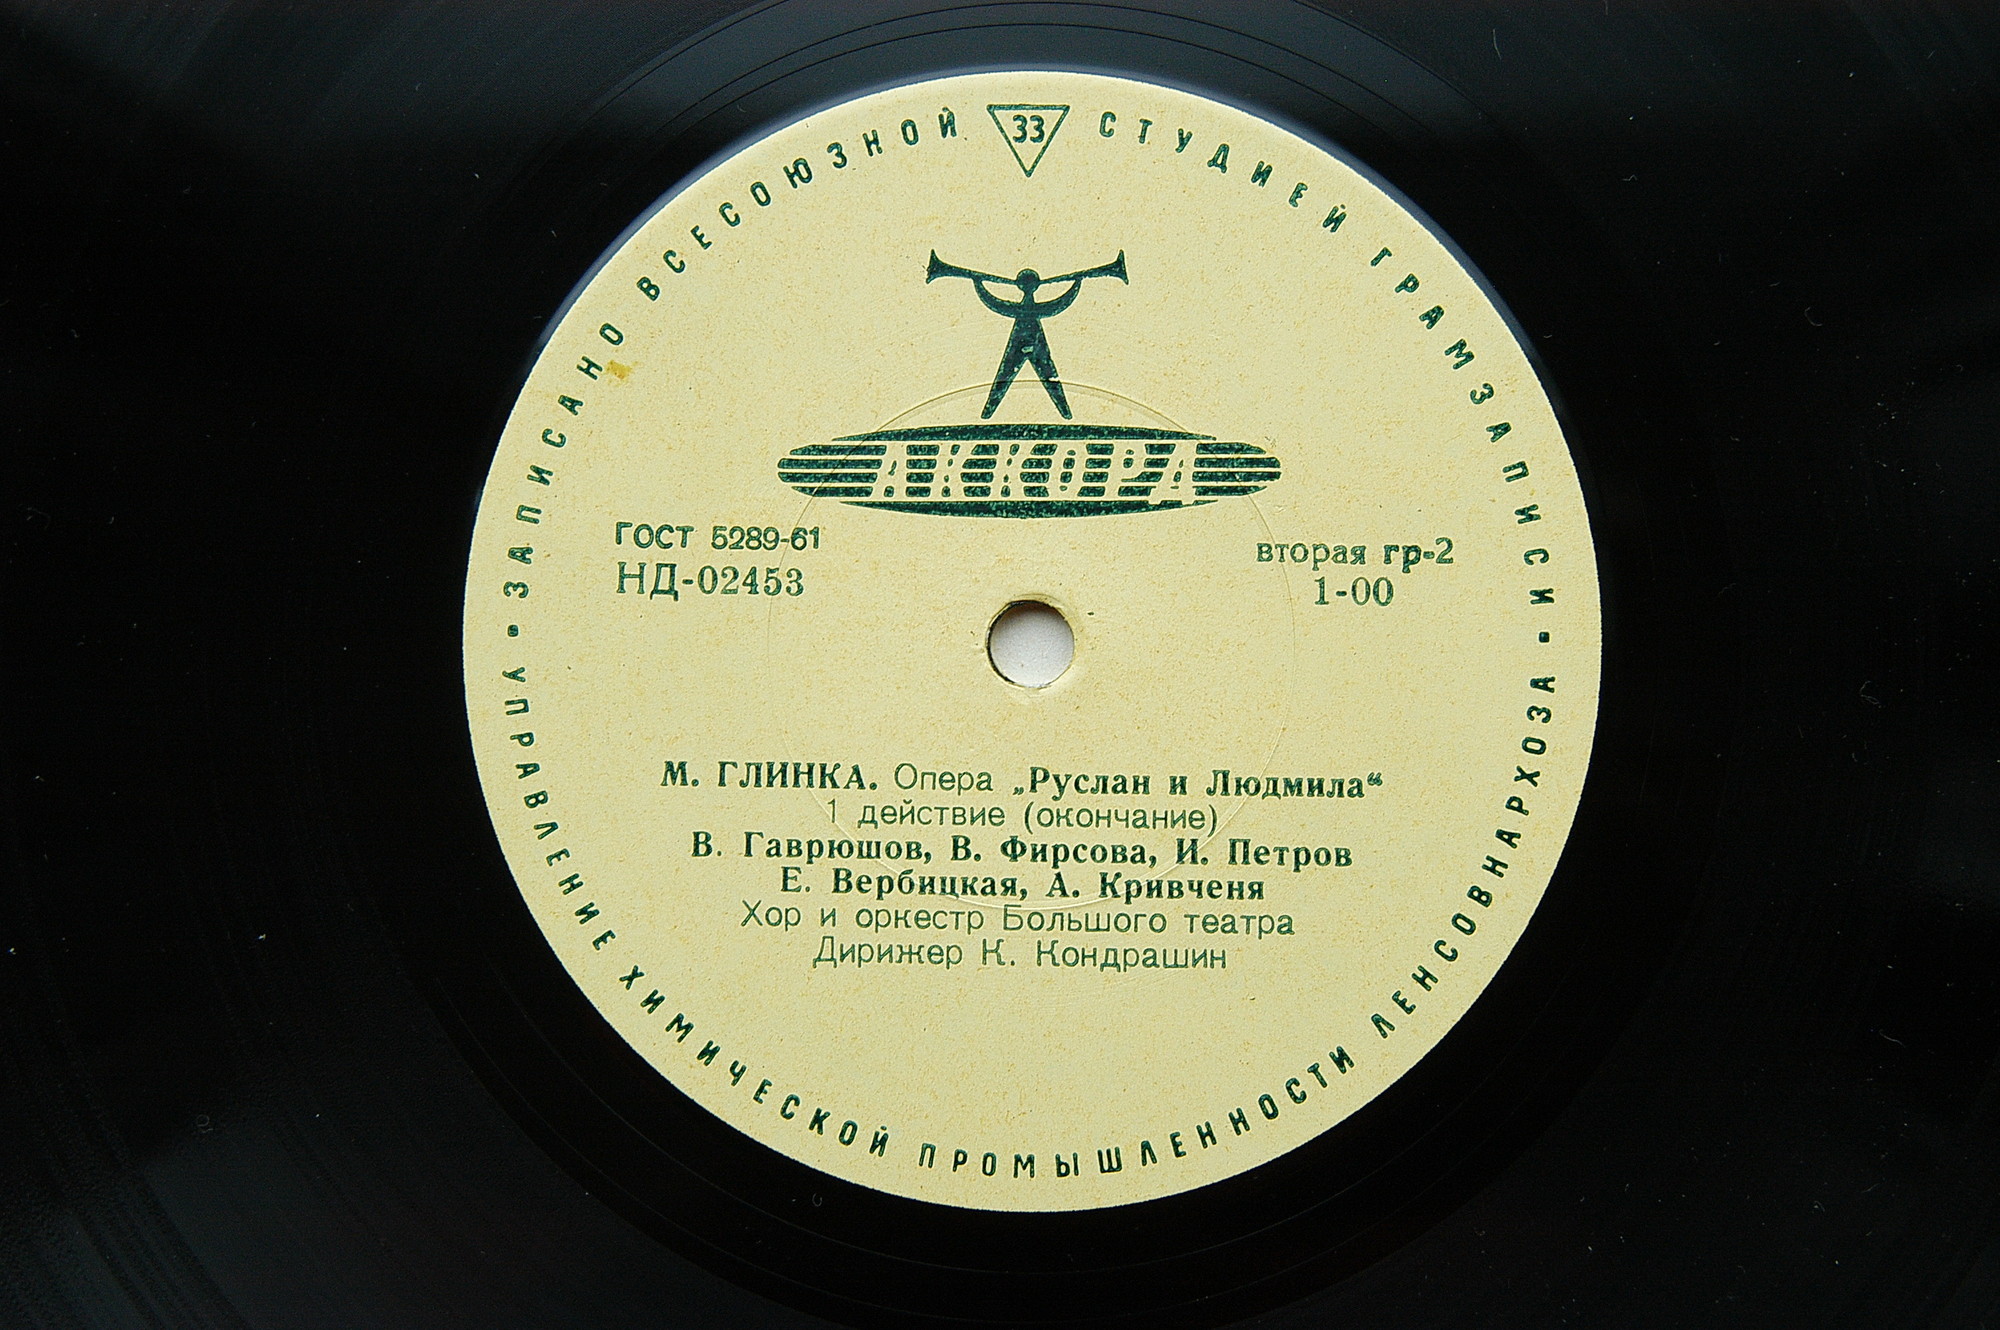 ЗАПИСАНО ВСЕСОЮЗНОЙ 33 СТУДИЕЙ ГРАМЗАПИСИ
АККОРД
ГОСТ 5289-61
НД-02453
вторая гр-2
1-00
М. ГЛИНКА. Опера „Руслан и Людмила“
1 действие (окончание)
В. Гаврюшов, В. Фирсова, И. Петров
Е. Вербицкая, А. Кривченя
Хор и оркестр Большого театра
Дирижер К. Кондрашин
• УПРАВЛЕНИЕ ХИМИЧЕСКОЙ ПРОМЫШЛЕННОСТИ ЛЕНСОВНАРХОЗА •